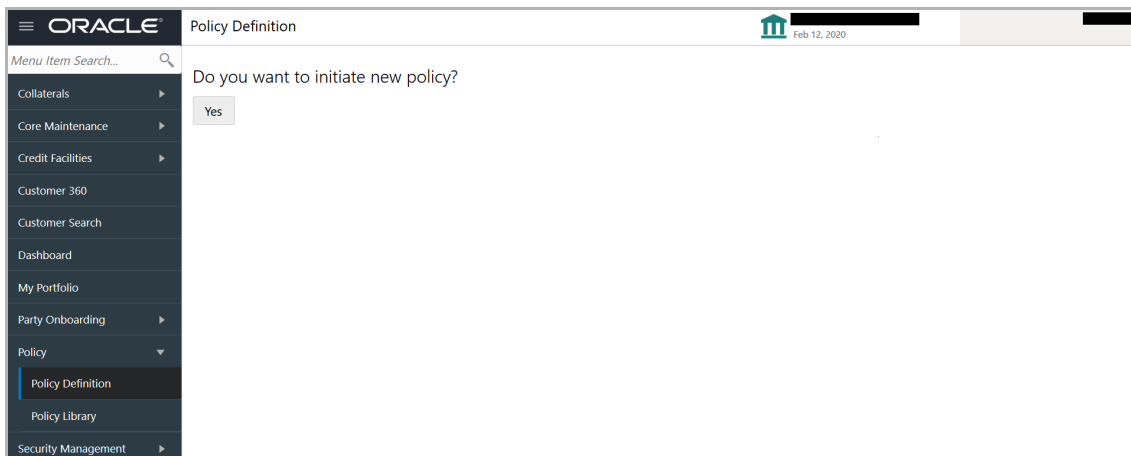 ORACLE®
Policy Definition
Feb 12, 2020
Menu Item Search...
Do you want to initiate new policy?
Yes
Collaterals
Core Maintenance
Credit Facilities
Customer 360
Customer Search
Dashboard
My Portfolio
Party Onboarding
Policy
Policy Definition
Policy Library
Security Management